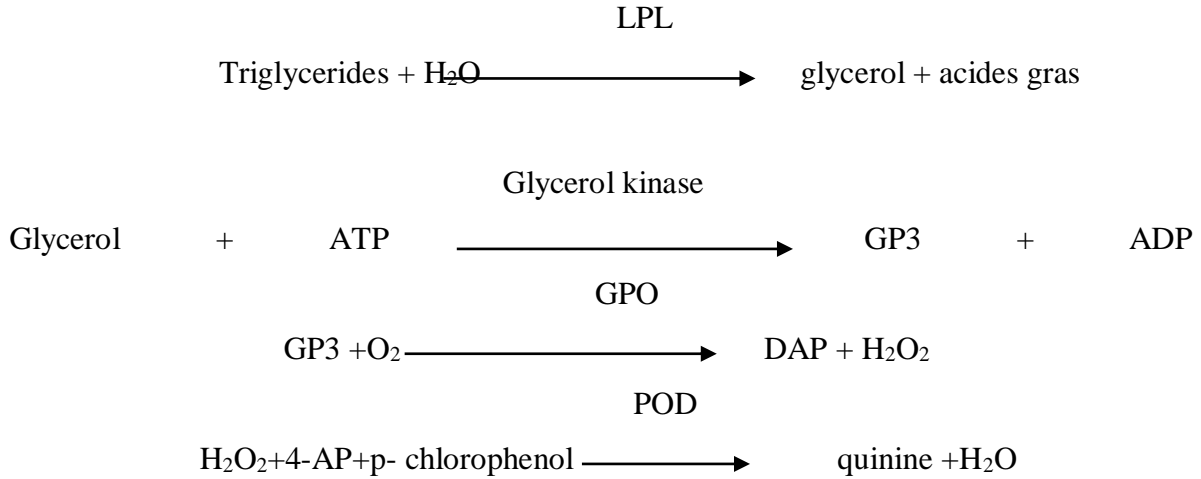 LPL
Triglycerides + H₂O glycerol + acides gras
Glycerol kinase
Glycerol + ATP GP3 + ADP
GPO
GP3 +O₂ DAP + H₂O₂
POD
H₂O₂+4-AP+p- chlorophenol quinine +H₂O